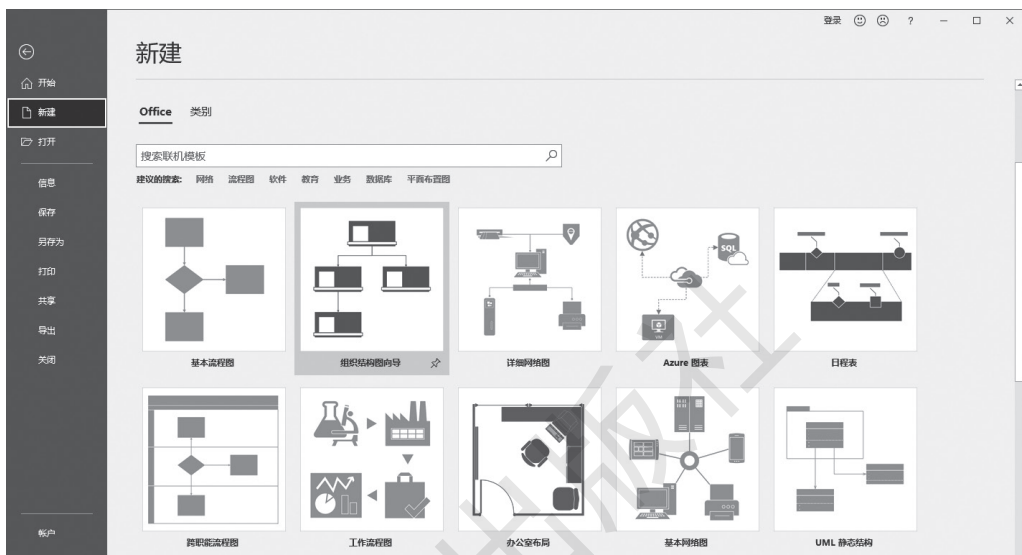 登录 ?
新建
开始
新建
打开
信息
保存
另存为
打印
共享
导出
关闭
帐户
Office 类别
搜索联机模板
建议的搜索: 网络 流程图 软件 教育 业务 数据库 平面布置图
SQL
基本流程图 组织结构图向导 详细网络图 Azure 图表 日程表
跨职能流程图 工作流程图 办公室布局 基本网络图 UML 静态结构
出版社